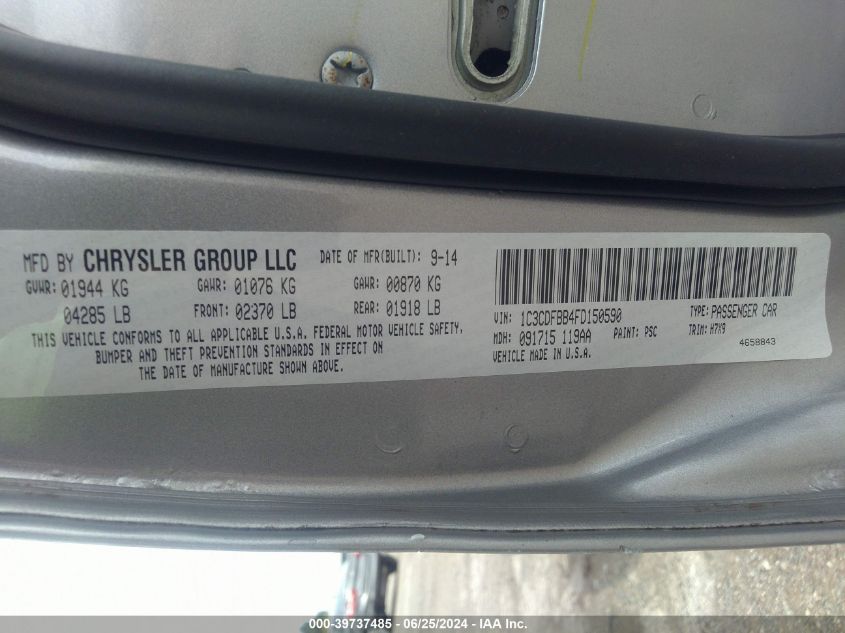 MFD BY CHRYSLER GROUP LLC DATE OF MFR(BUILT): 9-14
GVWR: 01944 KG GAWR: 01076 KG GAWR: 00870 KG
04285 LB FRONT: 02370 LB REAR: 01918 LB
THIS VEHICLE CONFORMS TO ALL APPLICABLE U.S.A. FEDERAL MOTOR VEHICLE SAFETY,
BUMPER AND THEFT PREVENTION STANDARDS IN EFFECT ON
THE DATE OF MANUFACTURE SHOWN ABOVE.
VIN: 1C3CDFBB4FD150590 TYPE: PASSENGER CAR
MDH: 091715 119AA PAINT: PSC TRIM: H7X9
VEHICLE MADE IN U.S.A. 4658843
000-39737485 - 06/25/2024 - IAA Inc.